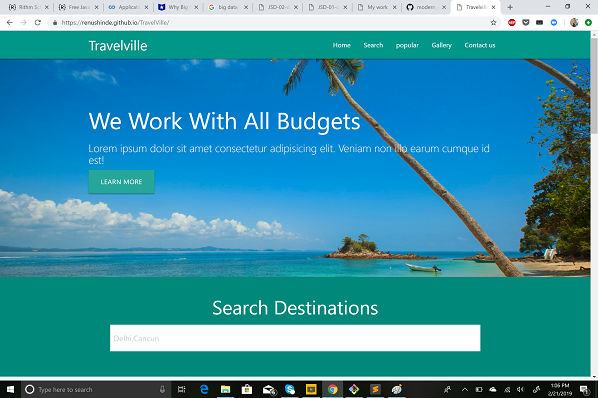 Rithm Sc
Free Java
Applicati
Why Big
big data
JSD-02-
JSD-01-
My work
modern
Travelvill
https://renushinde.github.io/TravelVille/
Travelville
Home Search popular Gallery Contact us
We Work With All Budgets
Lorem ipsum dolor sit amet consectetur adipisicing elit. Veniam non illo earum cumque id
est!
LEARN MORE
Search Destinations
Delhi,Cancun
Type here to search
1:06 PM
2/21/2019